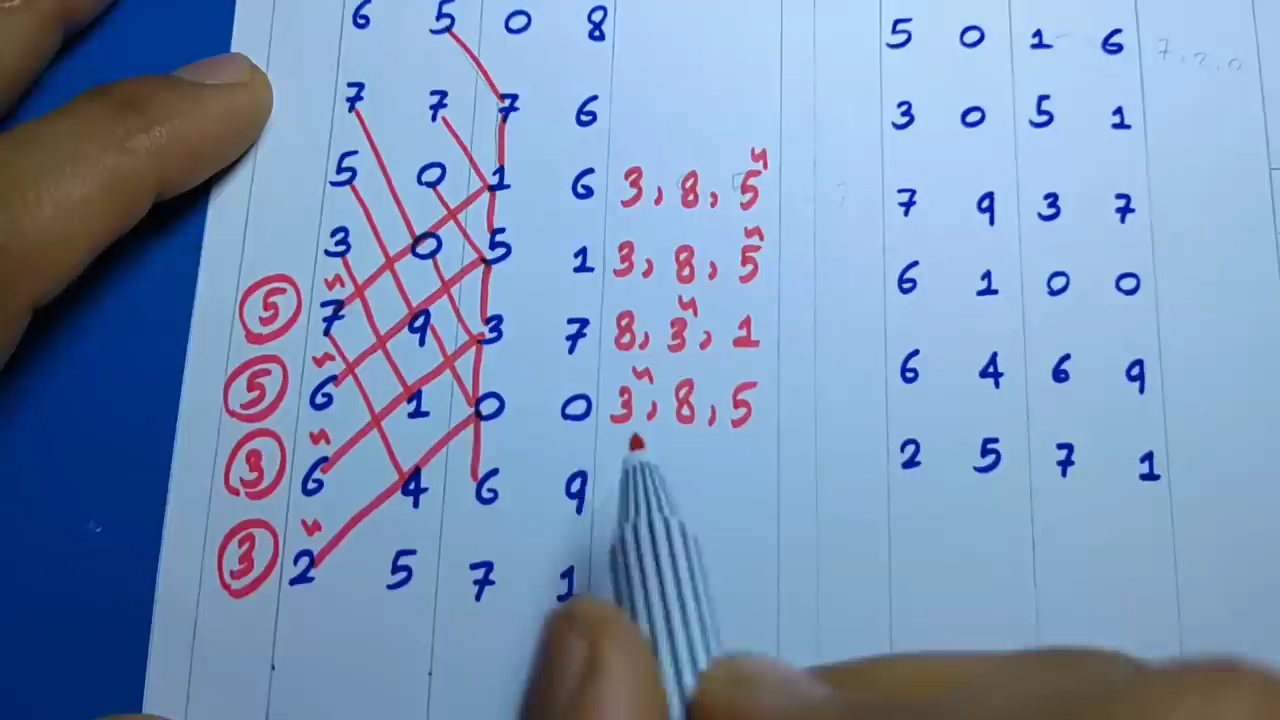 6 5 0 8
5 0 1 6 7,2,0
7 7 7 6
3 0 5 1
5 0 1 6 3, 8, 5"
7 9 3 7
3 0 5 1 3, 8, 5"
6 1 0 0
5 7" 9 3 7 8, 3", 1
6 4 6 9
5 6" 1 0 0 3", 8, 5
2 5 7 1
3 6" 4 6 9
3 2" 5 7 1